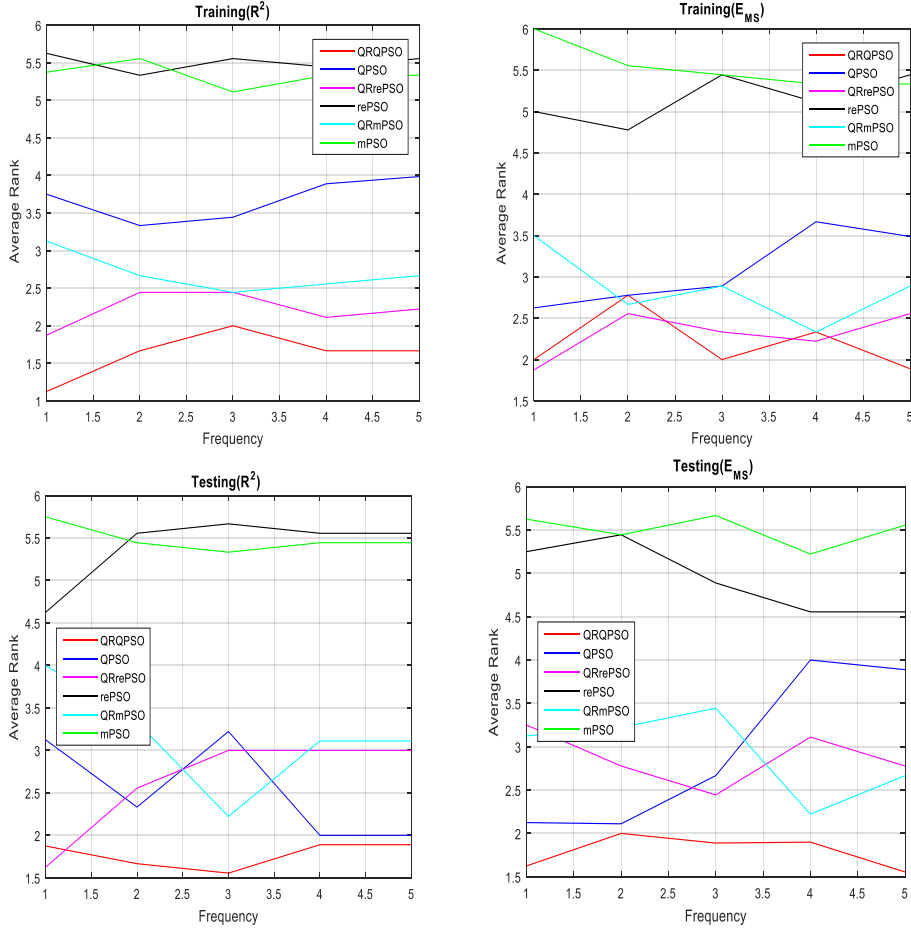 Training(R²)
6
5.5
5
4.5
4
3.5
3
2.5
2
1.5
1
Average Rank
QRQPSO
QPSO
QRrePSO
rePSO
QRmPSO
mPSO
1 1.5 2 2.5 3 3.5 4 4.5 5
Frequency
Training(E_MS)
6
5.5
5
4.5
4
3.5
3
2.5
2
1.5
Average Rank
QRQPSO
QPSO
QRrePSO
rePSO
QRmPSO
mPSO
1 1.5 2 2.5 3 3.5 4 4.5 5
Frequency
Testing(R²)
6
5.5
5
4.5
4
3.5
3
2.5
2
1.5
Average Rank
QRQPSO
QPSO
QRrePSO
rePSO
QRmPSO
mPSO
1 1.5 2 2.5 3 3.5 4 4.5 5
Frequency
Testing(E_MS)
6
5.5
5
4.5
4
3.5
3
2.5
2
1.5
Average Rank
QRQPSO
QPSO
QRrePSO
rePSO
QRmPSO
mPSO
1 1.5 2 2.5 3 3.5 4 4.5 5
Frequency